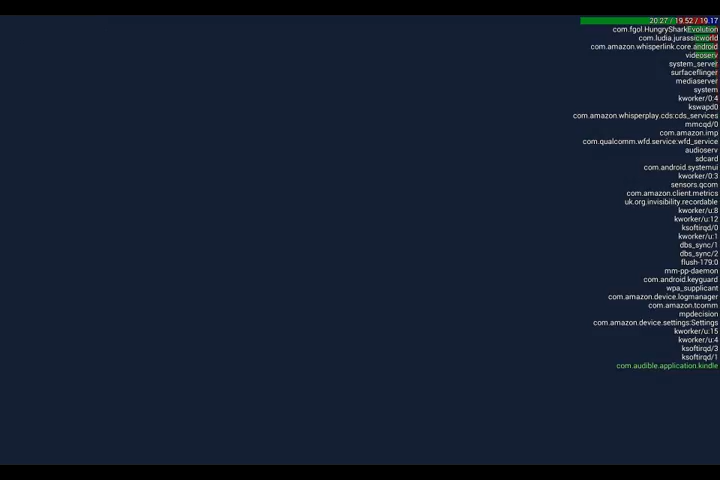 20.27 / 19.52 / 19.17
com.fgol.HungrySharkEvolution
com.ludia.jurassicworld
com.amazon.whisperlink.core.android
videoserv
system_server
surfaceflinger
mediaserver
system
kworker/0:4
kswapd0
com.amazon.whisperplay.cds:cds_services
mmcqd/0
com.amazon.imp
com.qualcomm.wfd.service:wfd_service
audioserv
sdcard
com.android.systemui
kworker/0:3
sensors.qcom
com.amazon.client.metrics
uk.org.invisibility.recordable
kworker/u:8
kworker/u:12
ksoftirqd/0
kworker/u:1
dbs_sync/1
dbs_sync/2
flush-179:0
mm-pp-daemon
com.android.keyguard
wpa_supplicant
com.amazon.device.logmanager
com.amazon.tcomm
mpdecision
com.amazon.device.settings:Settings
kworker/u:15
kworker/u:4
ksoftirqd/3
ksoftirqd/1
com.audible.application.kindle